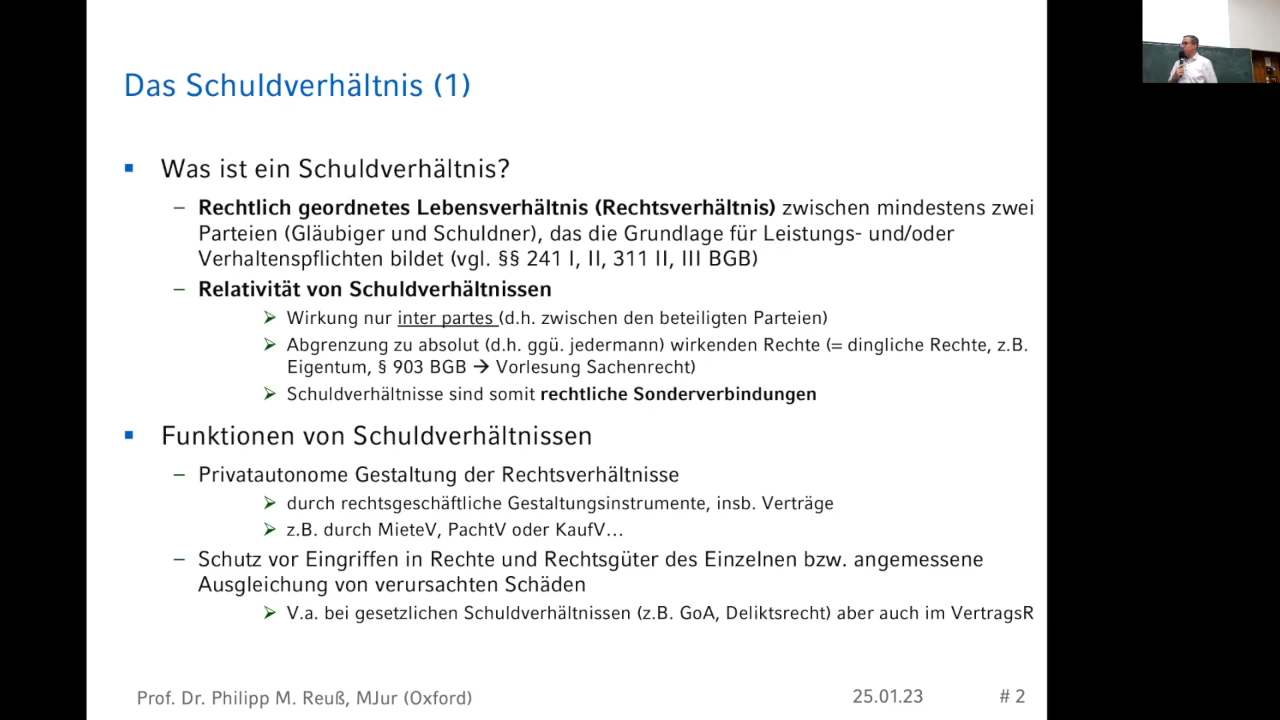 Das Schuldverhältnis (1)
Was ist ein Schuldverhältnis?
– Rechtlich geordnetes Lebensverhältnis (Rechtsverhältnis) zwischen mindestens zwei
Parteien (Gläubiger und Schuldner), das die Grundlage für Leistungs- und/oder
Verhaltenspflichten bildet (vgl. §§ 241 I, II, 311 II, III BGB)
– Relativität von Schuldverhältnissen
Wirkung nur inter partes (d.h. zwischen den beteiligten Parteien)
Abgrenzung zu absolut (d.h. ggü. jedermann) wirkenden Rechte (= dingliche Rechte, z.B.
Eigentum, § 903 BGB → Vorlesung Sachenrecht)
Schuldverhältnisse sind somit rechtliche Sonderverbindungen
Funktionen von Schuldverhältnissen
– Privatautonome Gestaltung der Rechtsverhältnisse
durch rechtsgeschäftliche Gestaltungsinstrumente, insb. Verträge
z.B. durch MieteV, PachtV oder KaufV…
– Schutz vor Eingriffen in Rechte und Rechtsgüter des Einzelnen bzw. angemessene
Ausgleichung von verursachten Schäden
V.a. bei gesetzlichen Schuldverhältnissen (z.B. GoA, Deliktsrecht) aber auch im VertragsR
Prof. Dr. Philipp M. Reuß, MJur (Oxford) 25.01.23 # 2